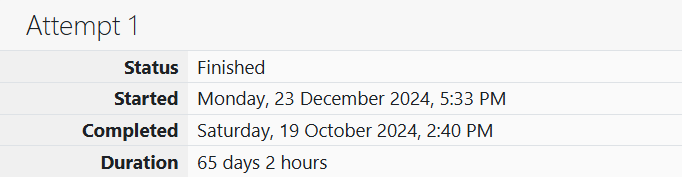 Attempt 1
Status Finished
Started Monday, 23 December 2024, 5:33 PM
Completed Saturday, 19 October 2024, 2:40 PM
Duration 65 days 2 hours